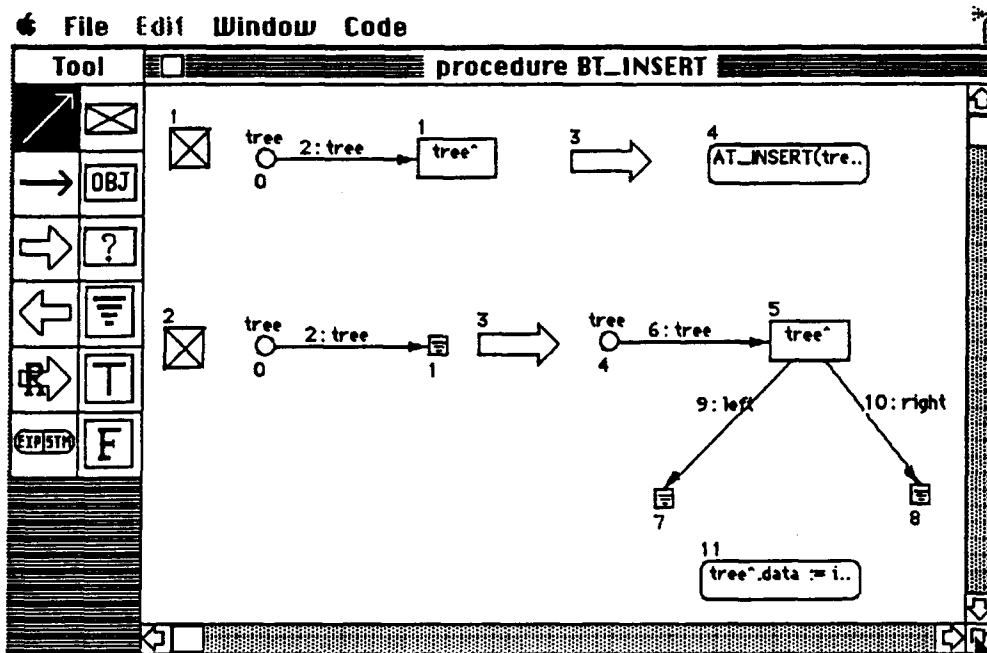 File Edit Window Code
Tool
procedure BT_INSERT
OBJ
?
R
T
EXP STM
F
1
tree
0
2: tree
1
tree^
3
4
AT_INSERT(tre..
2
tree
0
2: tree
1
3
tree
4
6: tree
5
tree^
9: left
10: right
7
8
11
tree^.data := i..